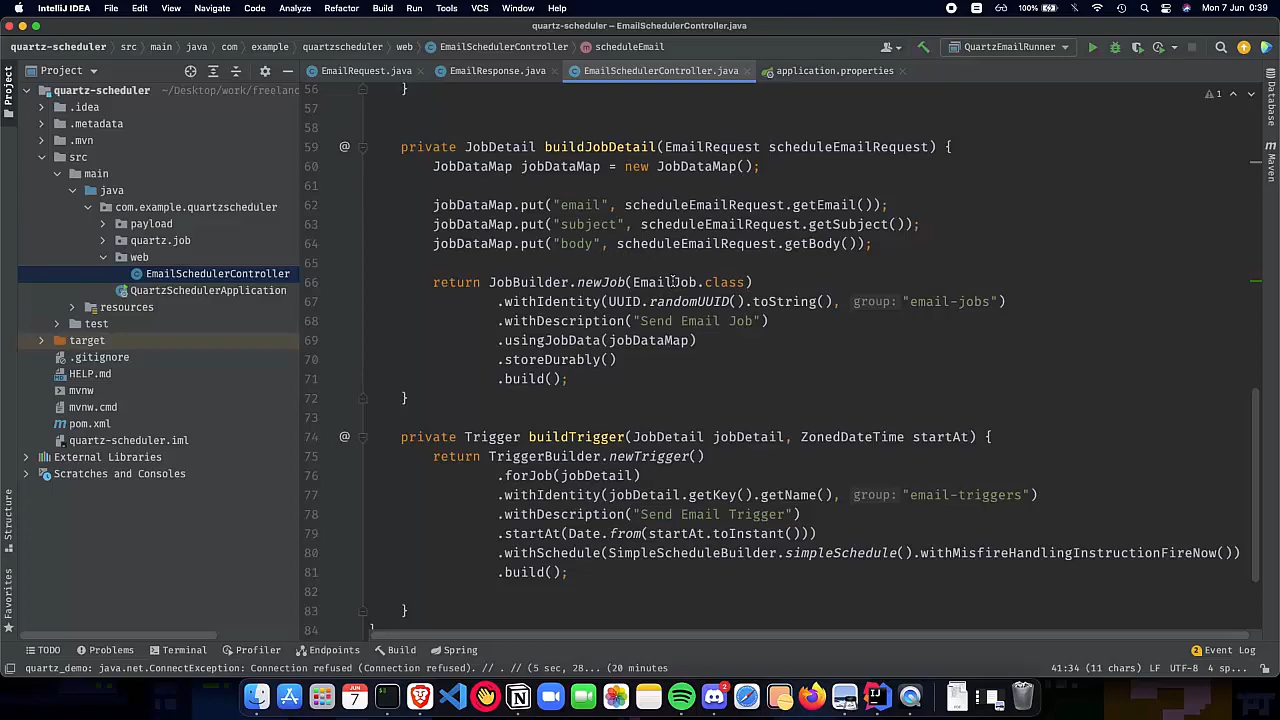 IntelliJ IDEA File Edit View Navigate Code Analyze Refactor Build Run Tools VCS Window Help 100% Mon 7 Jun 0:39
quartz-scheduler – EmailSchedulerController.java
quartz-scheduler src main java com example quartzscheduler web EmailSchedulerController scheduleEmail QuartzEmailRunner
Project EmailRequest.java EmailResponse.java EmailSchedulerController.java application.properties
quartz-scheduler ~/Desktop/work/freelanc
.idea
.metadata
.mvn
src
main
java
com.example.quartzscheduler
payload
quartz.job
web
EmailSchedulerController
QuartzSchedulerApplication
resources
test
target
.gitignore
HELP.md
mvnw
mvnw.cmd
pom.xml
quartz-scheduler.iml
External Libraries
Scratches and Consoles
Project
Structure
Favorites
56 }
57
58
59 @ private JobDetail buildJobDetail(EmailRequest scheduleEmailRequest) {
60 JobDataMap jobDataMap = new JobDataMap();
61
62 jobDataMap.put("email", scheduleEmailRequest.getEmail());
63 jobDataMap.put("subject", scheduleEmailRequest.getSubject());
64 jobDataMap.put("body", scheduleEmailRequest.getBody());
65
66 return JobBuilder.newJob(EmailJob.class)
67 .withIdentity(UUID.randomUUID().toString(), group: "email-jobs")
68 .withDescription("Send Email Job")
69 .usingJobData(jobDataMap)
70 .storeDurably()
71 .build();
72 }
73
74 @ private Trigger buildTrigger(JobDetail jobDetail, ZonedDateTime startAt) {
75 return TriggerBuilder.newTrigger()
76 .forJob(jobDetail)
77 .withIdentity(jobDetail.getKey().getName(), group: "email-triggers")
78 .withDescription("Send Email Trigger")
79 .startAt(Date.from(startAt.toInstant()))
80 .withSchedule(SimpleScheduleBuilder.simpleSchedule().withMisfireHandlingInstructionFireNow())
81 .build();
82
83 }
84 }
1
Database
Maven
TODO Problems Terminal Profiler Endpoints Build Spring 2 Event Log
quartz_demo: java.net.ConnectException: Connection refused (Connection refused). // . // (5 sec, 28... (20 minutes 41:34 (11 chars) LF UTF-8 4 sp...
JUN
7
2